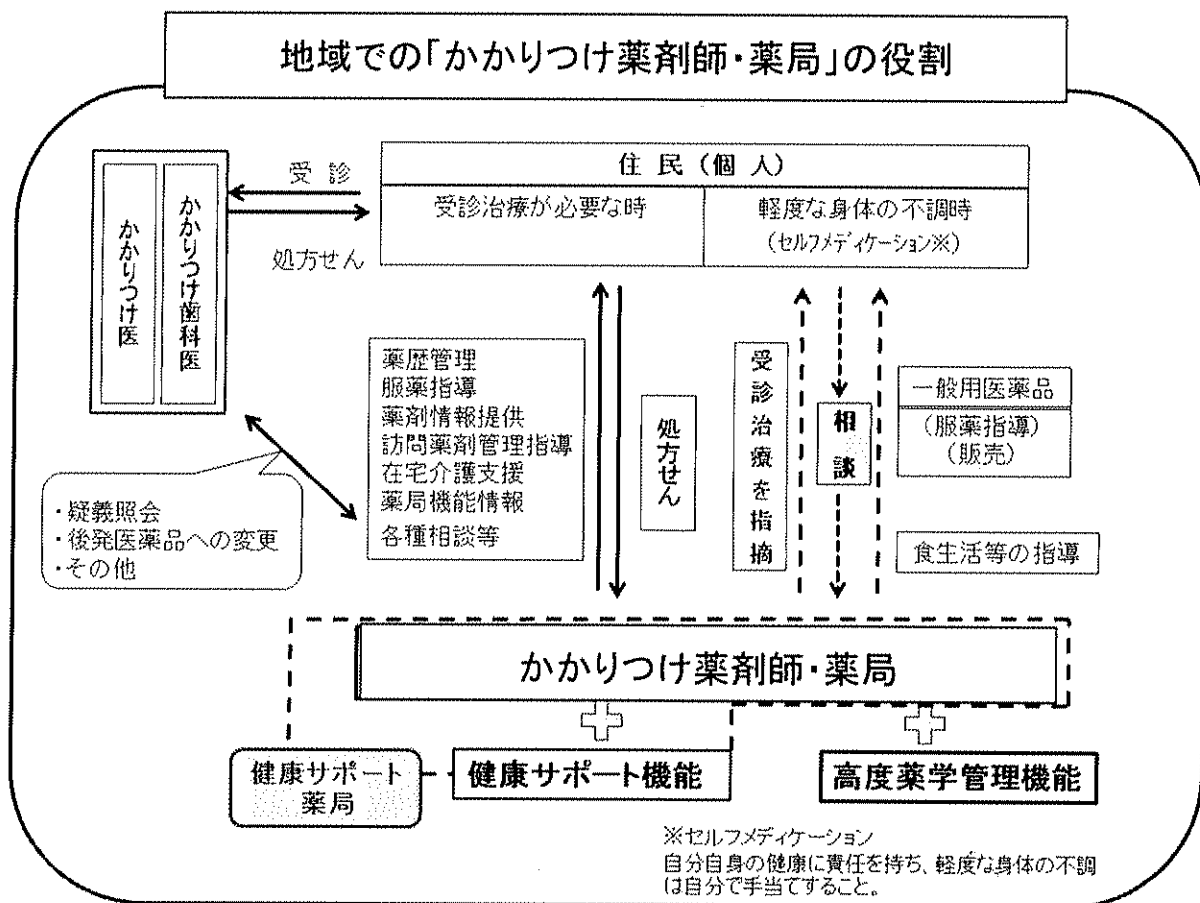 地域での「かかりつけ薬剤師・薬局」の役割
かかりつけ医
かかりつけ歯科医
受診
処方せん
住民(個人)
受診治療が必要な時
軽度な身体の不調時
(セルフメディケーション※)
薬歴管理
服薬指導
薬剤情報提供
訪問薬剤管理指導
在宅介護支援
薬局機能情報
各種相談等
処方せん
受診治療を指摘
相談
一般用医薬品
(服薬指導)
(販売)
食生活等の指導
・疑義照会
・後発医薬品への変更
・その他
かかりつけ薬剤師・薬局
健康サポート
薬局
健康サポート機能
高度薬学管理機能
※セルフメディケーション
自分自身の健康に責任を持ち、軽度な身体の不調
は自分で手当てすること。